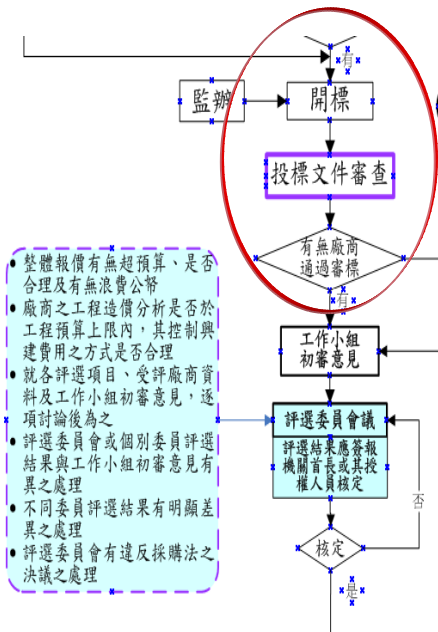 有
監辦
開標
投標文件審查
有無廠商
通過審標
有
工作小組
初審意見
• 整體報價有無超預算、是否
合理及有無浪費公帑
• 廠商之工程造價分析是否於
工程預算上限內，其控制興
建費用之方式是否合理
• 就各評選項目、受評廠商資
料及工作小組初審意見，逐
項討論後為之
• 評選委員會或個別委員評選
結果與工作小組初審意見有
異之處理
• 不同委員評選結果有明顯差
異之處理
• 評選委員會有違反採購法之
決議之處理
評選委員會議
評選結果應簽報
機關首長或其授
權人員核定
否
核定
是